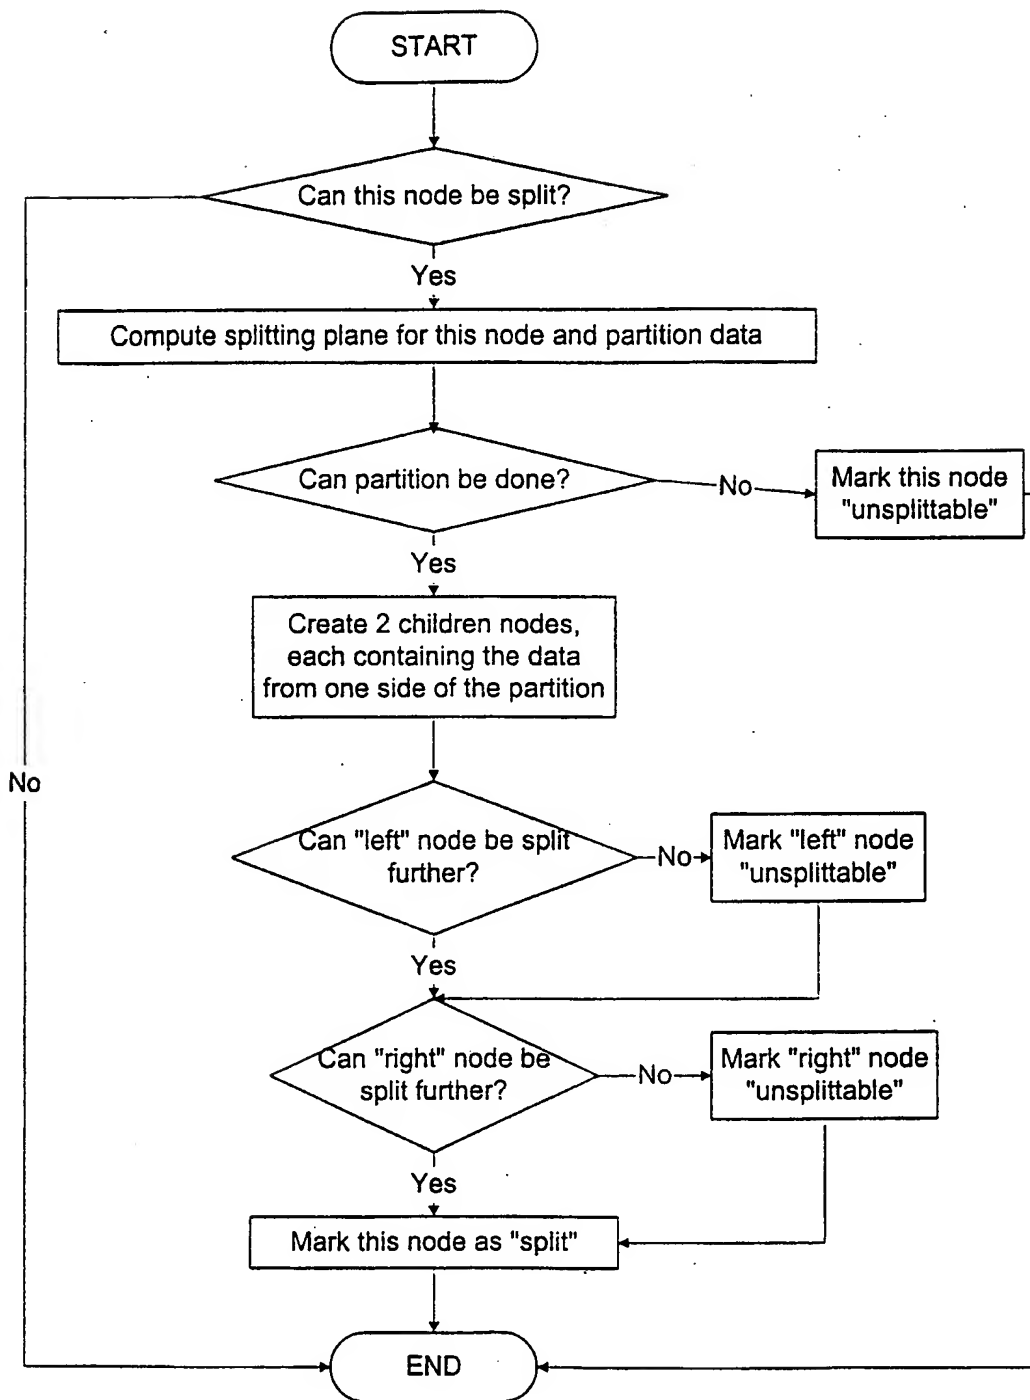 START
Can this node be split?
Yes
Compute splitting plane for this node and partition data
Can partition be done?
No
Mark this node
"unsplittable"
Yes
Create 2 children nodes,
each containing the data
from one side of the partition
No
Can "left" node be split
further?
No
Mark "left" node
"unsplittable"
Yes
Can "right" node be
split further?
No
Mark "right" node
"unsplittable"
Yes
Mark this node as "split"
END